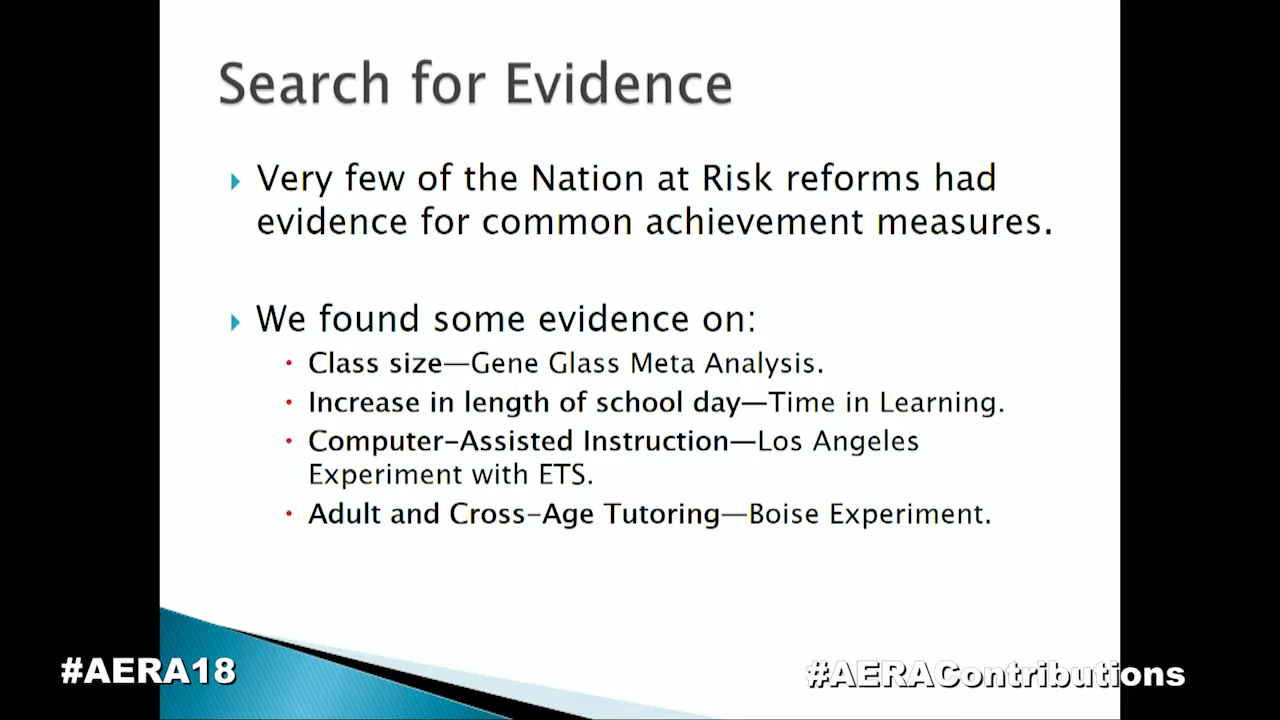 Search for Evidence
Very few of the Nation at Risk reforms had
evidence for common achievement measures.
We found some evidence on:
Class size—Gene Glass Meta Analysis.
Increase in length of school day—Time in Learning.
Computer-Assisted Instruction—Los Angeles
Experiment with ETS.
Adult and Cross-Age Tutoring—Boise Experiment.
#AERA18
#AERAContributions